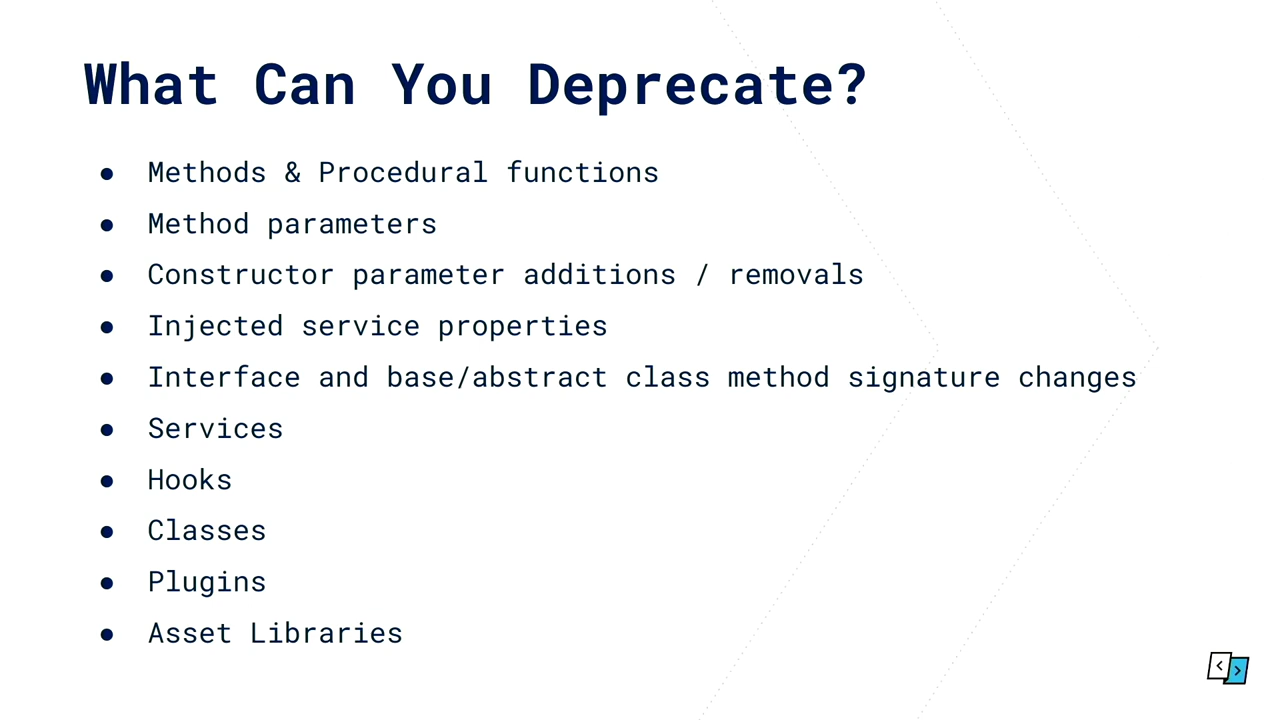 What Can You Deprecate?
● Methods & Procedural functions
● Method parameters
● Constructor parameter additions / removals
● Injected service properties
● Interface and base/abstract class method signature changes
● Services
● Hooks
● Classes
● Plugins
● Asset Libraries